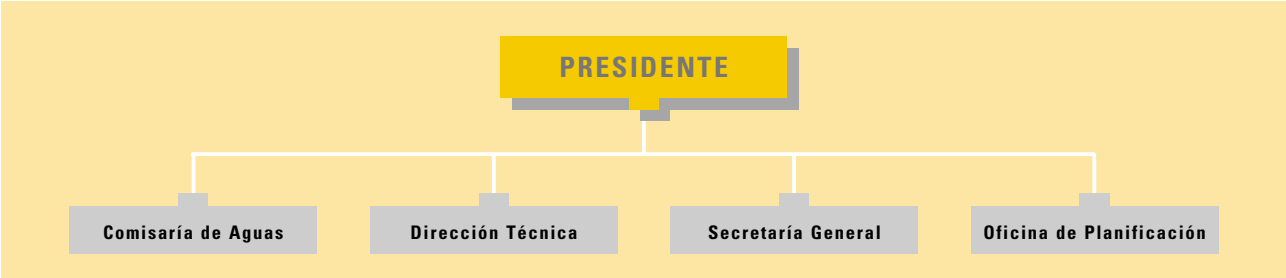 PRESIDENTE
Comisaría de Aguas
Dirección Técnica
Secretaría General
Oficina de Planificación